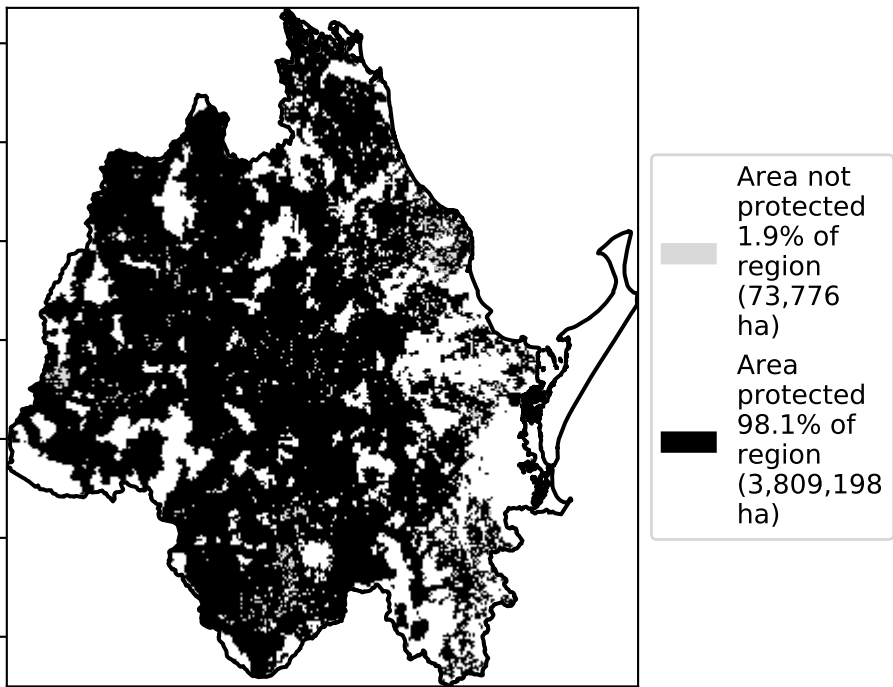 Area not
protected
1.9% of
region
(73,776
ha)
Area
protected
98.1% of
region
(3,809,198
ha)